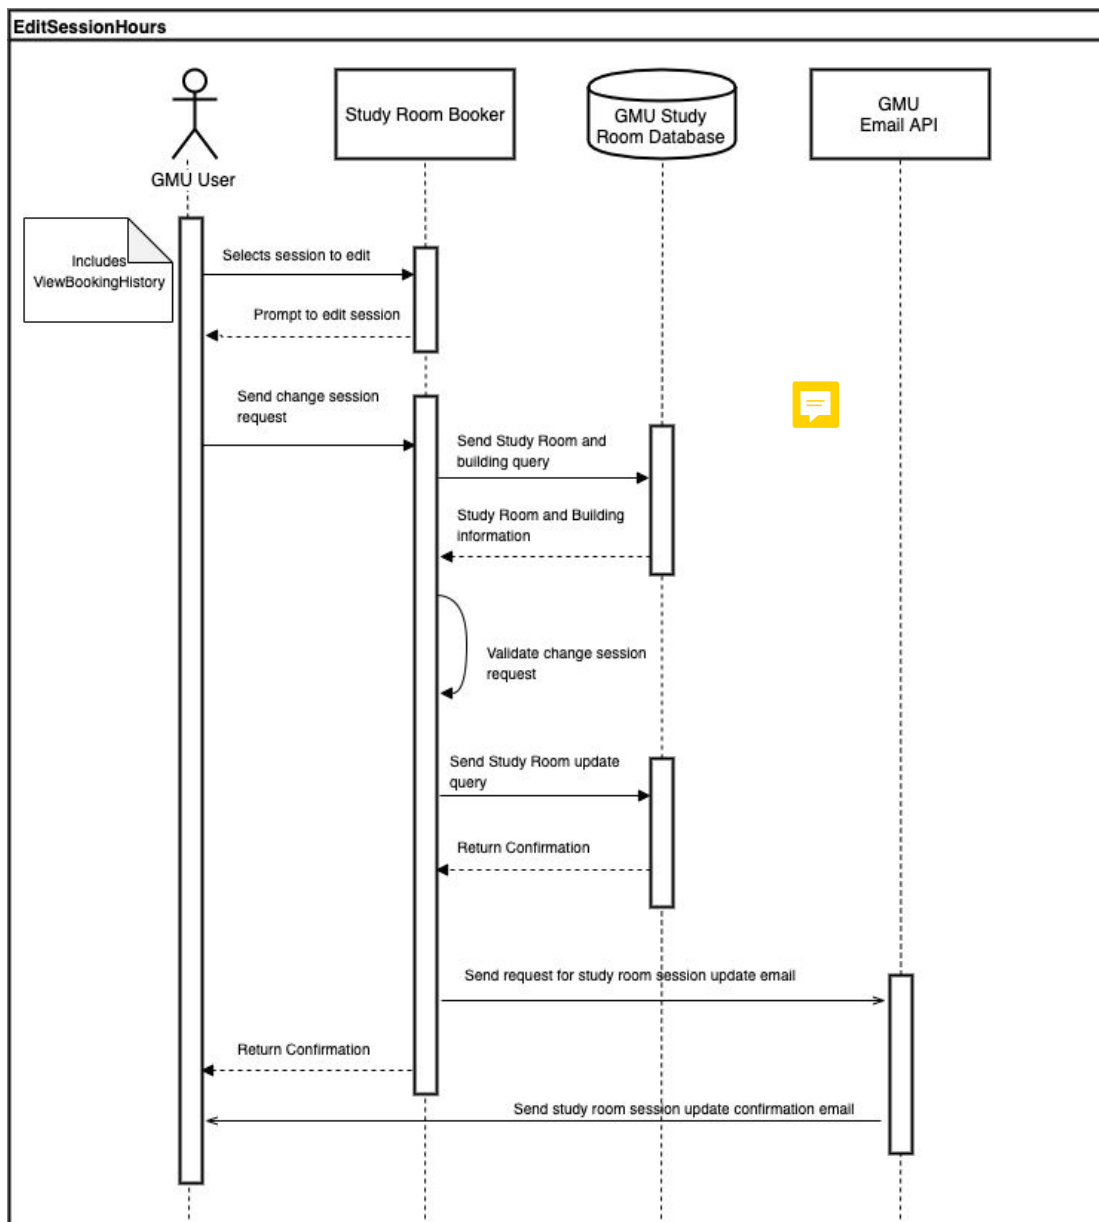 EditSessionHours
Study Room Booker
GMU Study
Room Database
GMU
Email API
GMU User
Includes
ViewBookingHistory
Selects session to edit
Prompt to edit session
Send change session
request
Send Study Room and
building query
Study Room and Building
information
Validate change session
request
Send Study Room update
query
Return Confirmation
Send request for study room session update email
Return Confirmation
Send study room session update confirmation email